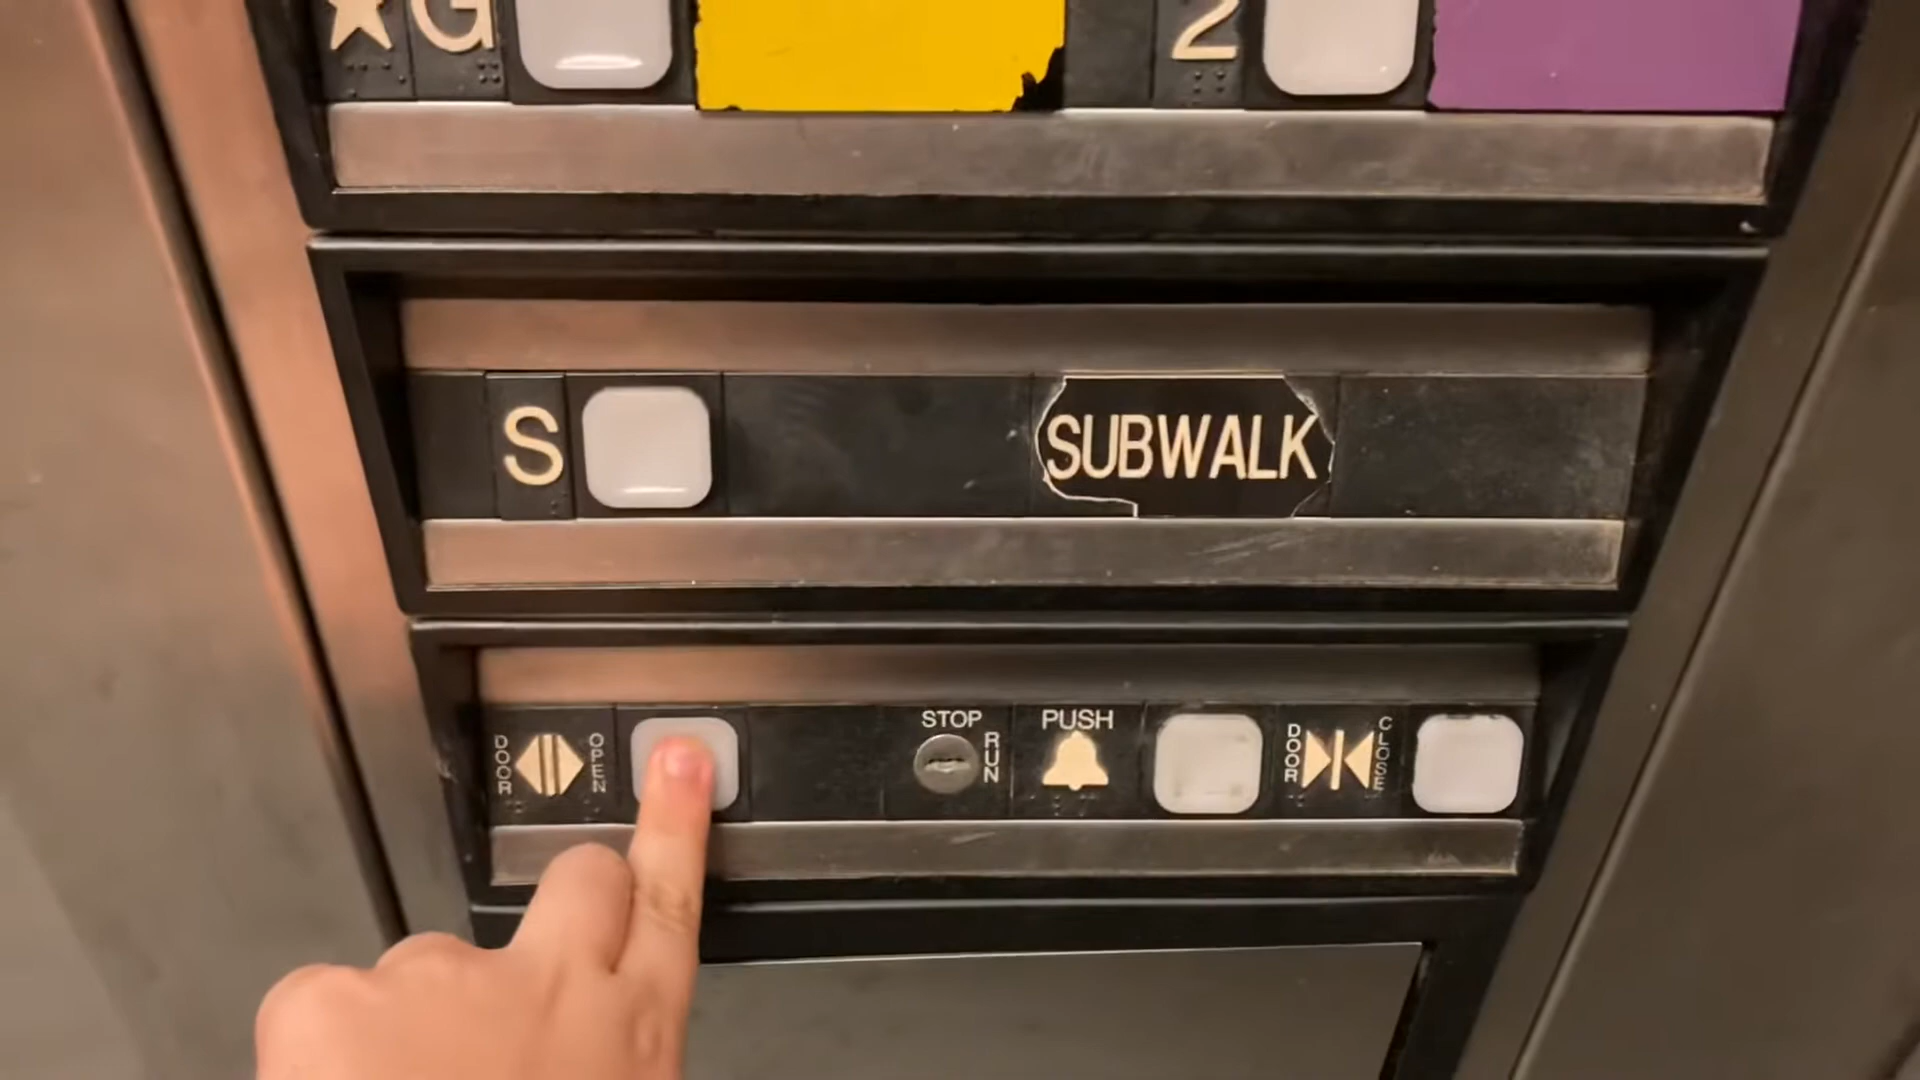 ★G
2
S
SUBWALK
DOOR OPEN
STOP
RUN
PUSH
DOOR CLOSE